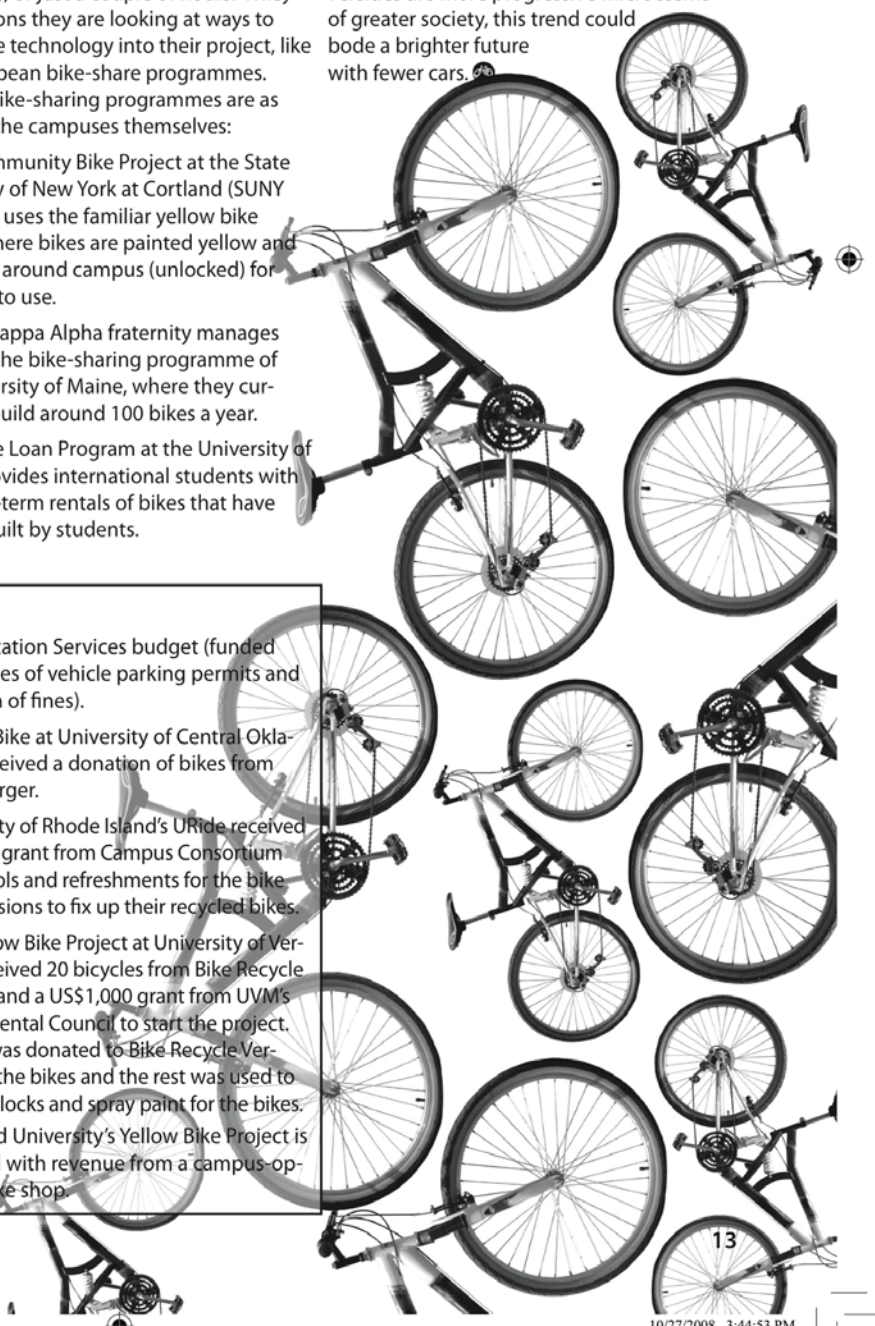 ons they are looking at ways to
e technology into their project, like
pean bike-share programmes.
ike-sharing programmes are as
he campuses themselves:
mmunity Bike Project at the State
y of New York at Cortland (SUNY
uses the familiar yellow bike
here bikes are painted yellow and
around campus (unlocked) for
to use.
appa Alpha fraternity manages
he bike-sharing programme of
rsity of Maine, where they cur-
build around 100 bikes a year.
e Loan Program at the University of
ovides international students with
-term rentals of bikes that have
uilt by students.
of greater society, this trend could
bode a brighter future
with fewer cars.
tation Services budget (funded
es of vehicle parking permits and
n of fines).
Bike at University of Central Okla-
ceived a donation of bikes from
rger.
ty of Rhode Island's URide received
grant from Campus Consortium
ols and refreshments for the bike
sions to fix up their recycled bikes.
ow Bike Project at University of Ver-
eived 20 bicycles from Bike Recycle
and a US$1,000 grant from UVM's
ental Council to start the project.
was donated to Bike Recycle Ver-
the bikes and the rest was used to
locks and spray paint for the bikes.
d University's Yellow Bike Project is
l with revenue from a campus-op-
ke shop.
13
10/27/2008 3:44:53 PM